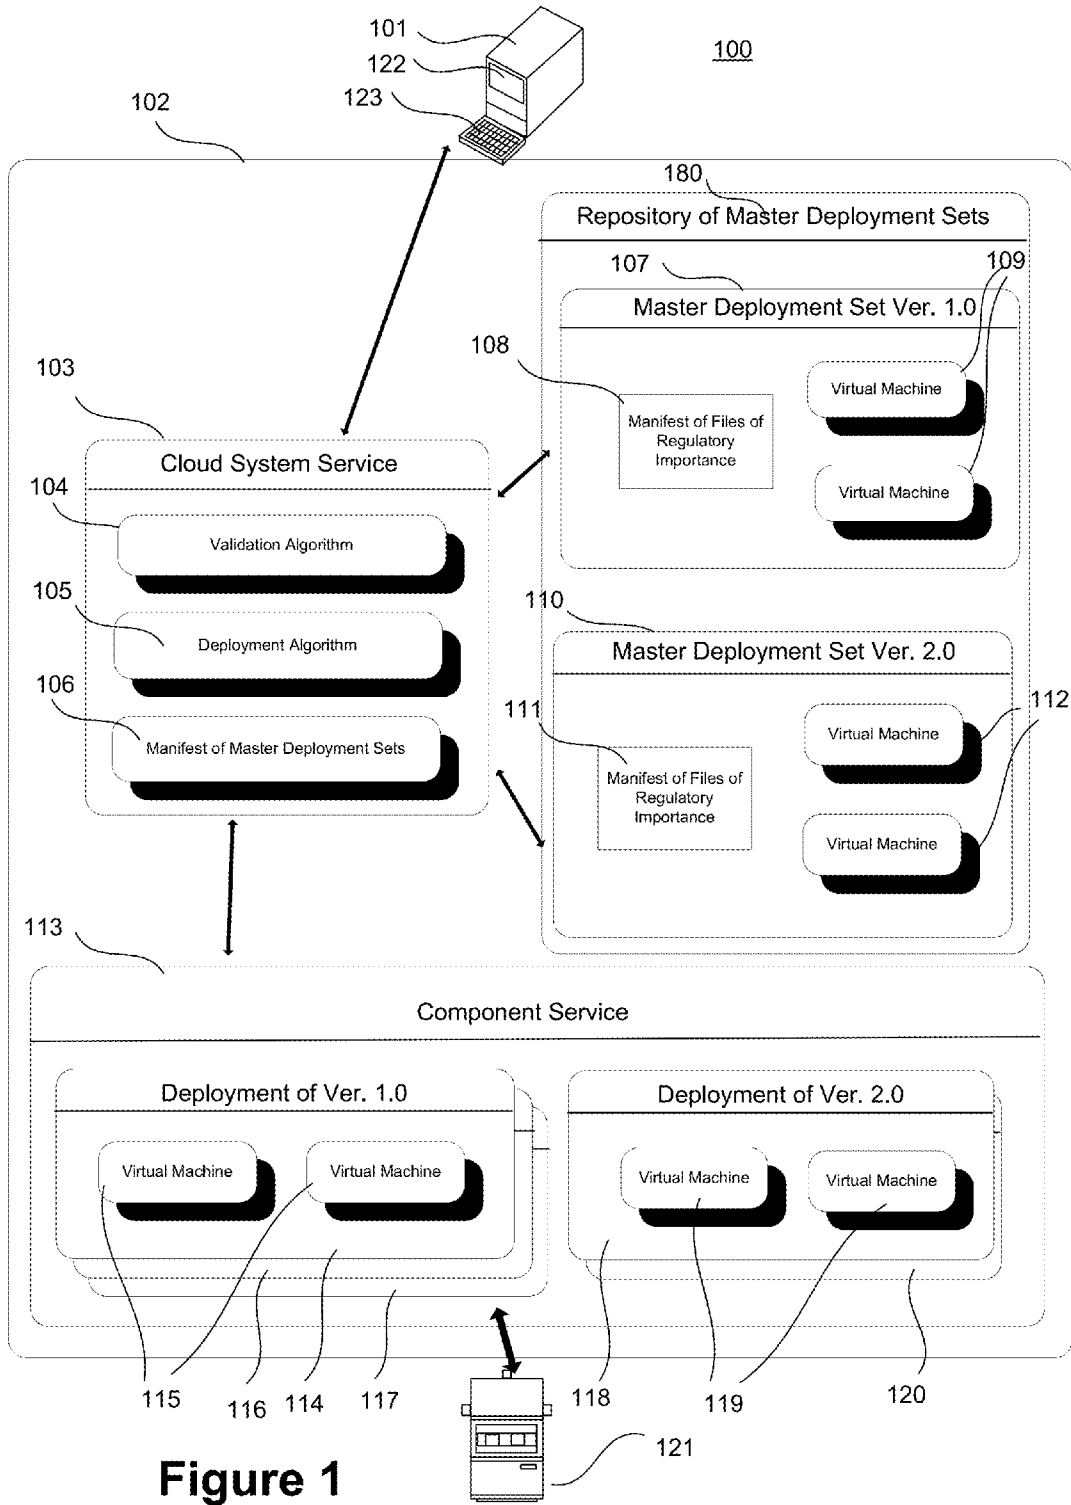 101
100
122
123
102
180
Repository of Master Deployment Sets
107
109
Master Deployment Set Ver. 1.0
108
Virtual Machine
Manifest of Files of
Regulatory
Importance
Virtual Machine
103
Cloud System Service
104
Validation Algorithm
105
Deployment Algorithm
106
Manifest of Master Deployment Sets
110
Master Deployment Set Ver. 2.0
111
112
Virtual Machine
Manifest of Files of
Regulatory
Importance
Virtual Machine
113
Component Service
Deployment of Ver. 1.0
Virtual Machine
Virtual Machine
Deployment of Ver. 2.0
Virtual Machine
Virtual Machine
115
116
114
117
118
119
120
121
Figure 1